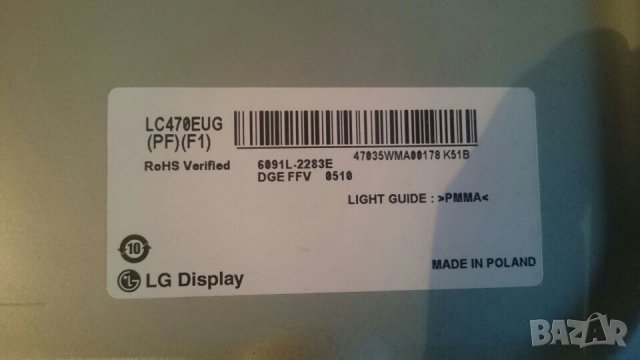 LC470EUG
(PF)(F1)
RoHS Verified
47035WMA00178 K51B
6091L-2283E
DGE FFV 0510
LIGHT GUIDE : >PMMA<
10
LG Display
MADE IN POLAND
BAZAR